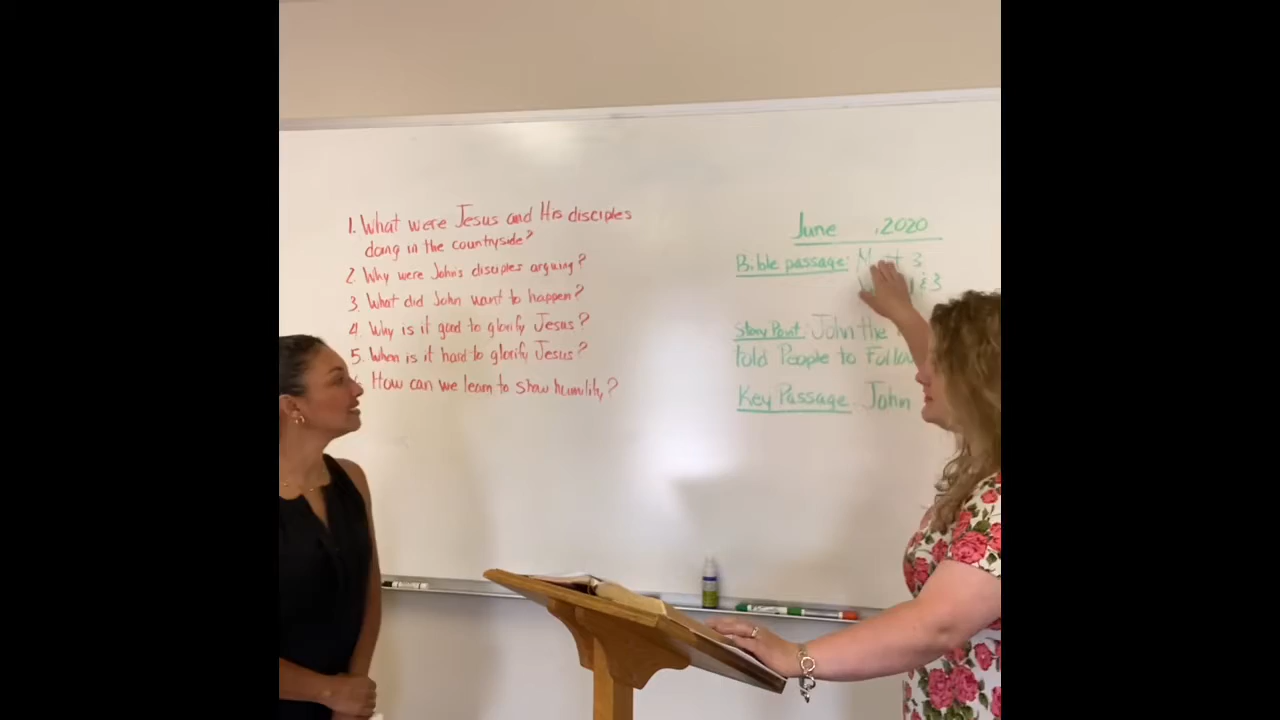 1. What were Jesus and His disciples
doing in the countryside?
2. Why were John's disciples arguing?
3. What did John want to happen?
4. Why is it good to glorify Jesus?
5. When is it hard to glorify Jesus?
How can we learn to show humility?
June , 2020
Bible passage: 3
& 3
Story Point: John the
told People to
Key Passage: John